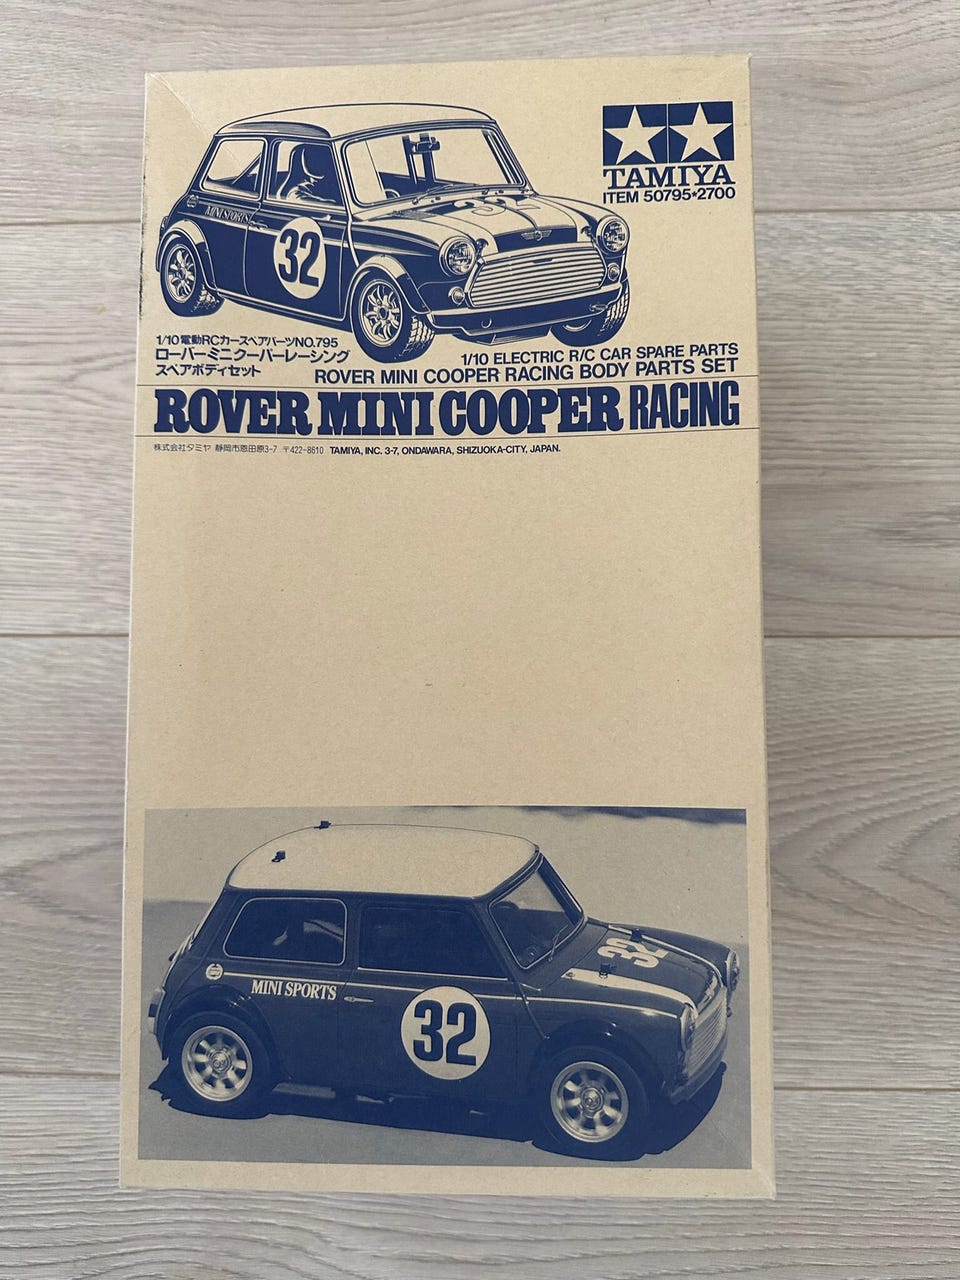 TAMIYA
ITEM 50795*2700
MINI SPORTS
32
1/10電動RCカースペアパーツNO.795
ローバーミニクーパーレーシング
スペアボディセット
1/10 ELECTRIC R/C CAR SPARE PARTS
ROVER MINI COOPER RACING BODY PARTS SET
ROVER MINI COOPER RACING
株式会社タミヤ 静岡市恩田原3-7 〒422-8610 TAMIYA, INC. 3-7, ONDAWARA, SHIZUOKA-CITY, JAPAN.
32
MINI SPORTS
32